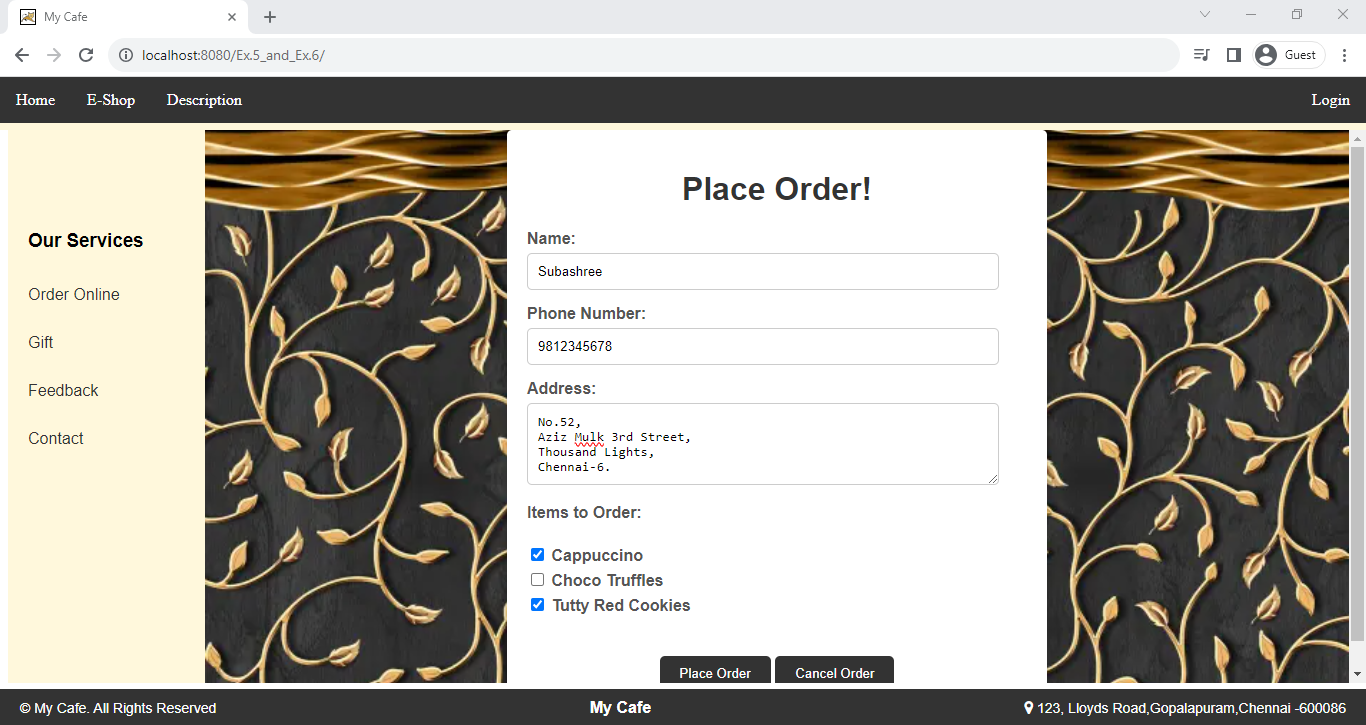 My Cafe
localhost:8080/Ex.5_and_Ex.6/
Guest
Home E-Shop Description Login
Our Services
Order Online
Gift
Feedback
Contact
Place Order!
Name:
Subashree
Phone Number:
9812345678
Address:
No.52,
Aziz Mulk 3rd Street,
Thousand Lights,
Chennai-6.
Items to Order:
Cappuccino
Choco Truffles
Tutty Red Cookies
Place Order Cancel Order
© My Cafe. All Rights Reserved My Cafe 123, Lloyds Road,Gopalapuram,Chennai -600086